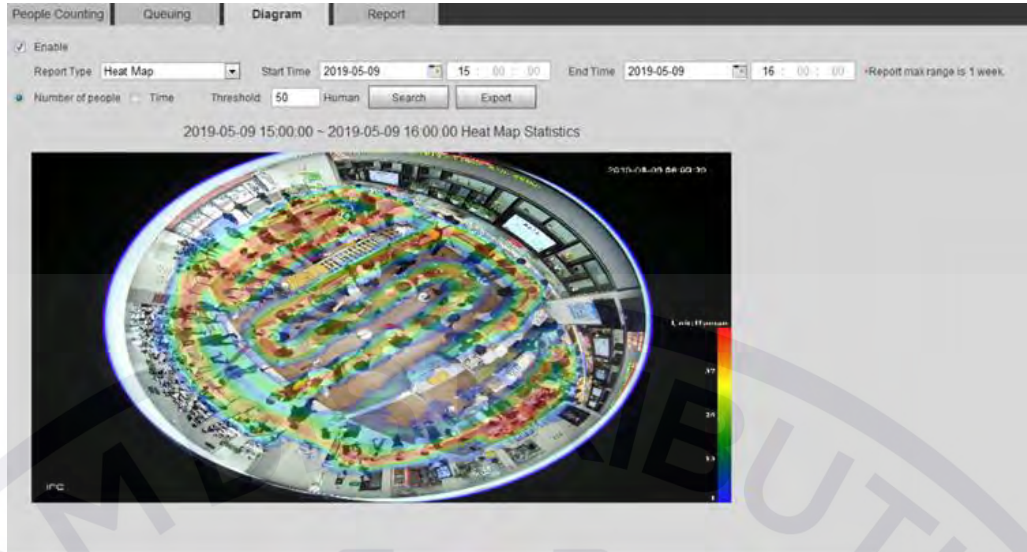 People Counting Queuing Diagram Report
Enable
Report Type Heat Map Start Time 2019-05-09 15 : 00 : 00 End Time 2019-05-09 16 : 00 : 00 *Report max range is 1 week.
Number of people Time Threshold 50 Human Search Export
2019-05-09 15:00:00 ~ 2019-05-09 16:00:00 Heat Map Statistics
Unit:Human
IPC